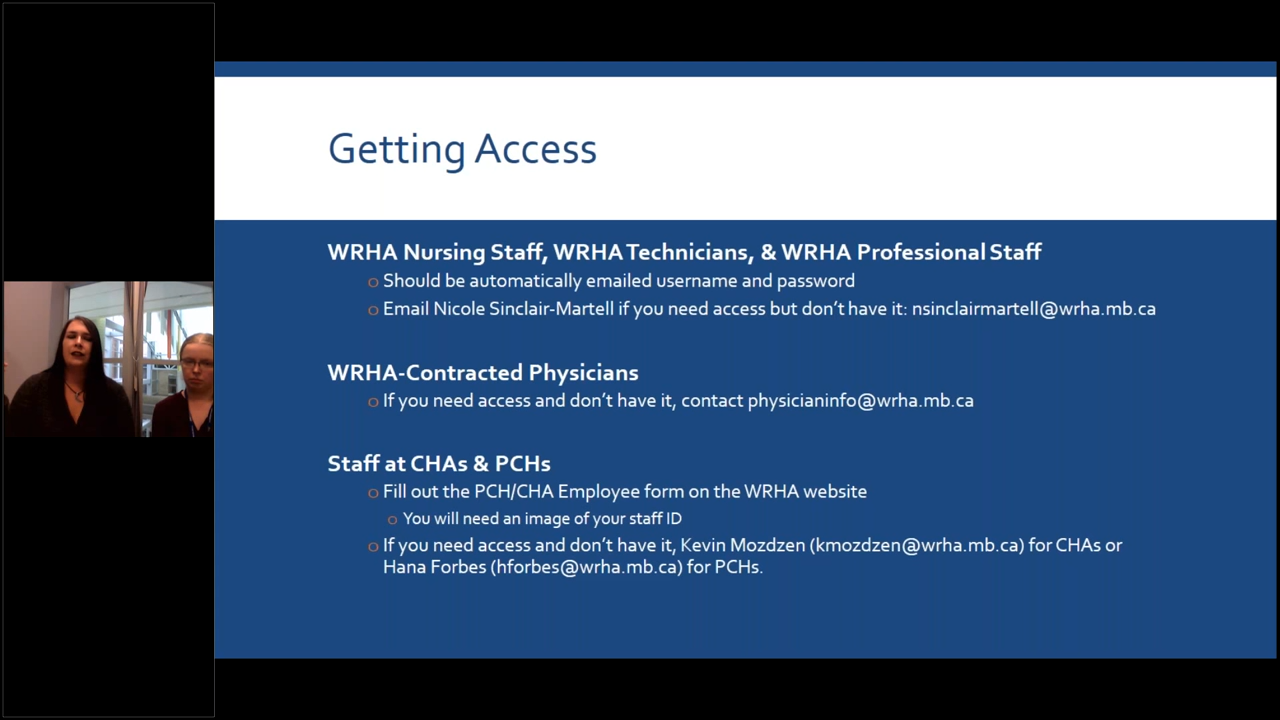 Getting Access
WRHA Nursing Staff, WRHA Technicians, & WRHA Professional Staff
o Should be automatically emailed username and password
o Email Nicole Sinclair-Martell if you need access but don't have it: nsinclairmartell@wrha.mb.ca
WRHA-Contracted Physicians
o If you need access and don't have it, contact physicianinfo@wrha.mb.ca
Staff at CHAs & PCHs
o Fill out the PCH/CHA Employee form on the WRHA website
o You will need an image of your staff ID
o If you need access and don't have it, Kevin Mozdzen (kmozdzen@wrha.mb.ca) for CHAs or
Hana Forbes (hforbes@wrha.mb.ca) for PCHs.